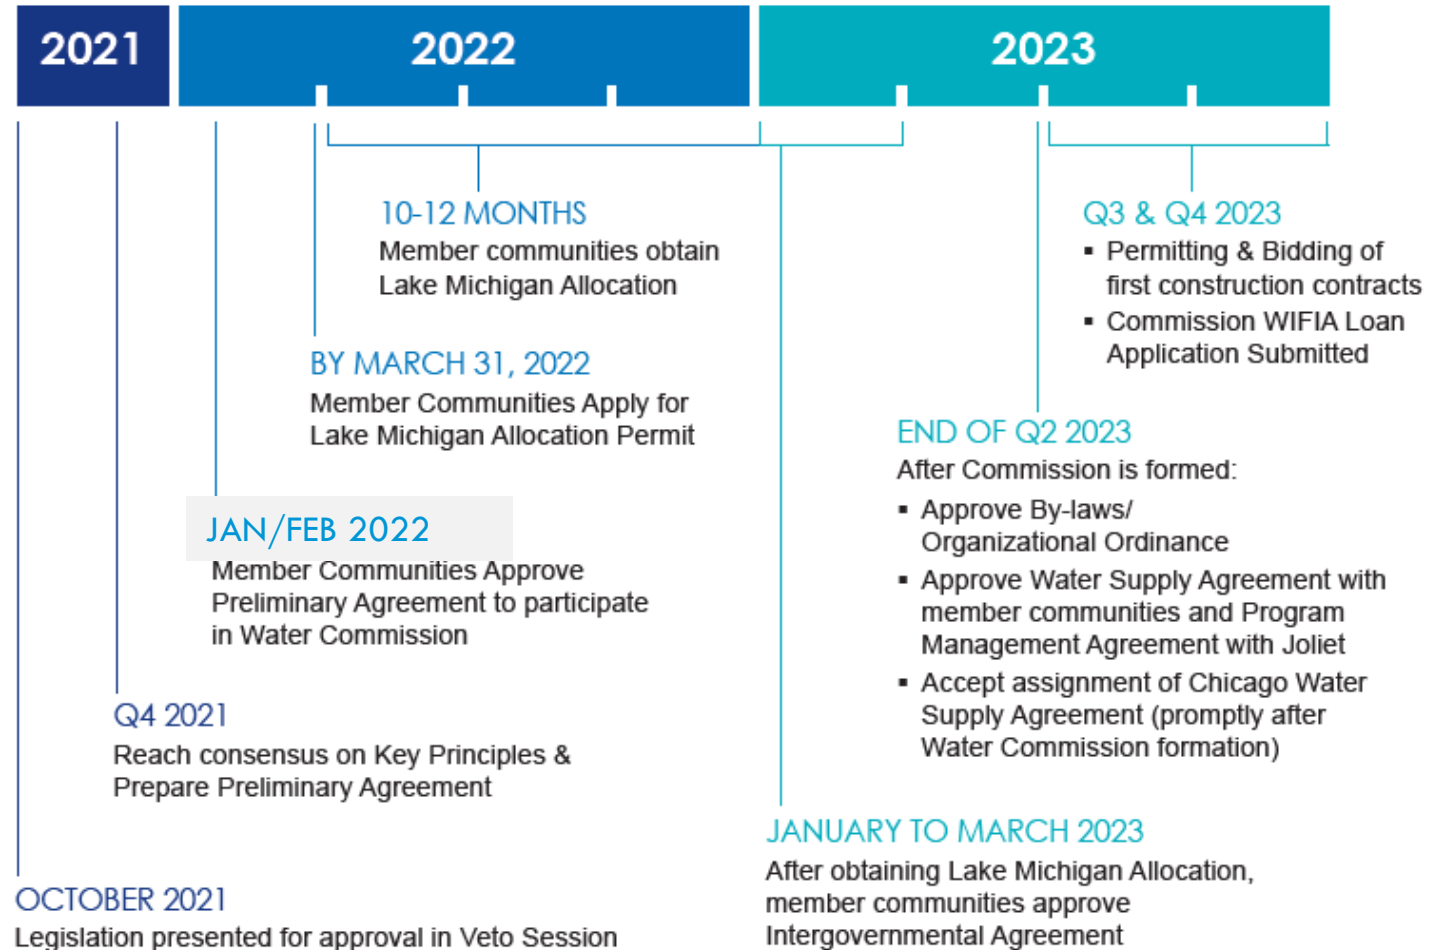 2021
2022
2023
10-12 MONTHS
Member communities obtain
Lake Michigan Allocation
Q3 & Q4 2023
▪ Permitting & Bidding of
first construction contracts
▪ Commission WIFIA Loan
Application Submitted
BY MARCH 31, 2022
Member Communities Apply for
Lake Michigan Allocation Permit
END OF Q2 2023
After Commission is formed:
▪ Approve By-laws/
Organizational Ordinance
▪ Approve Water Supply Agreement with
member communities and Program
Management Agreement with Joliet
▪ Accept assignment of Chicago Water
Supply Agreement (promptly after
Water Commission formation)
JAN/FEB 2022
Member Communities Approve
Preliminary Agreement to participate
in Water Commission
Q4 2021
Reach consensus on Key Principles &
Prepare Preliminary Agreement
JANUARY TO MARCH 2023
After obtaining Lake Michigan Allocation,
member communities approve
Intergovernmental Agreement
OCTOBER 2021
Legislation presented for approval in Veto Session